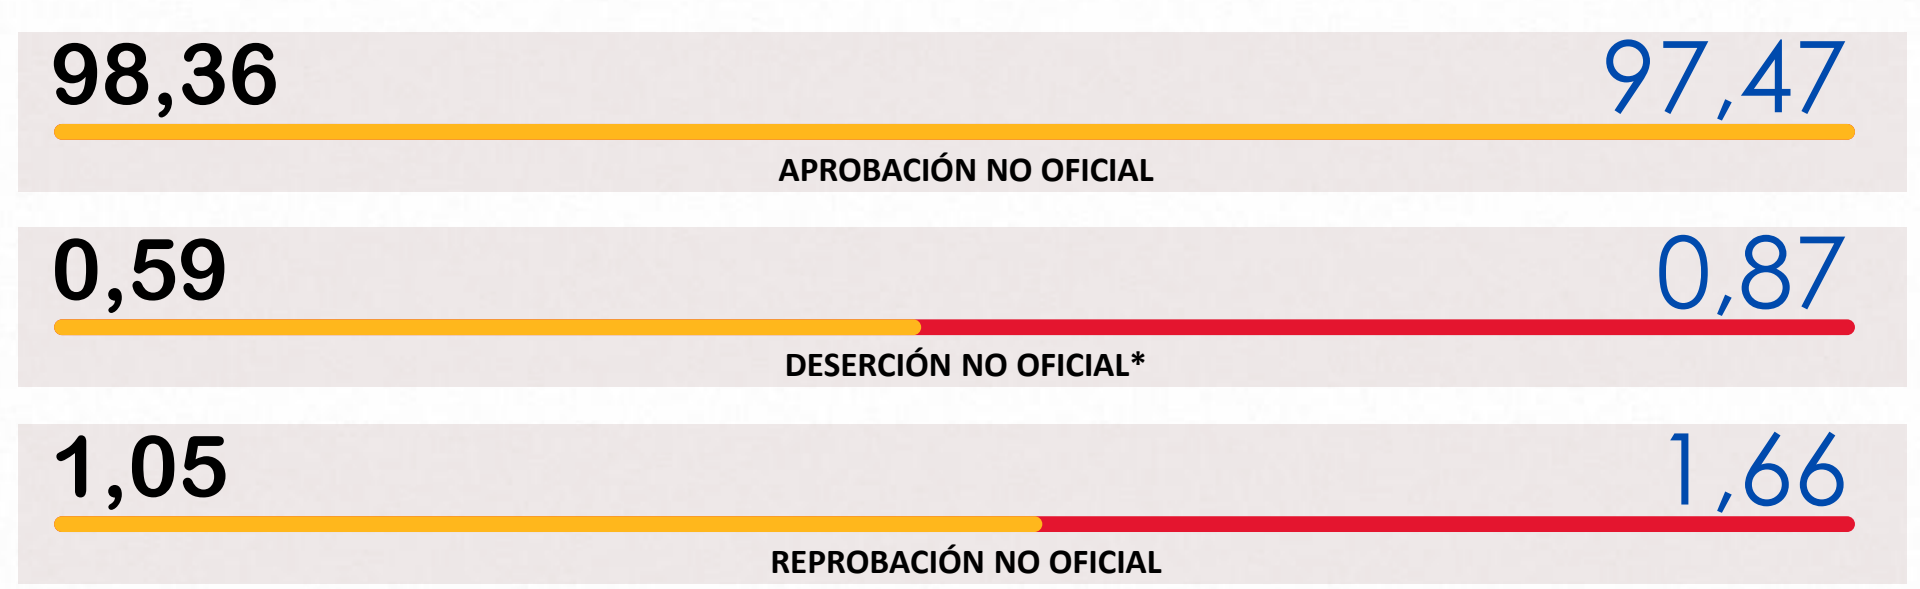 98,36 97,47
APROBACIÓN NO OFICIAL
0,59 0,87
DESERCIÓN NO OFICIAL*
1,05 1,66
REPROBACIÓN NO OFICIAL